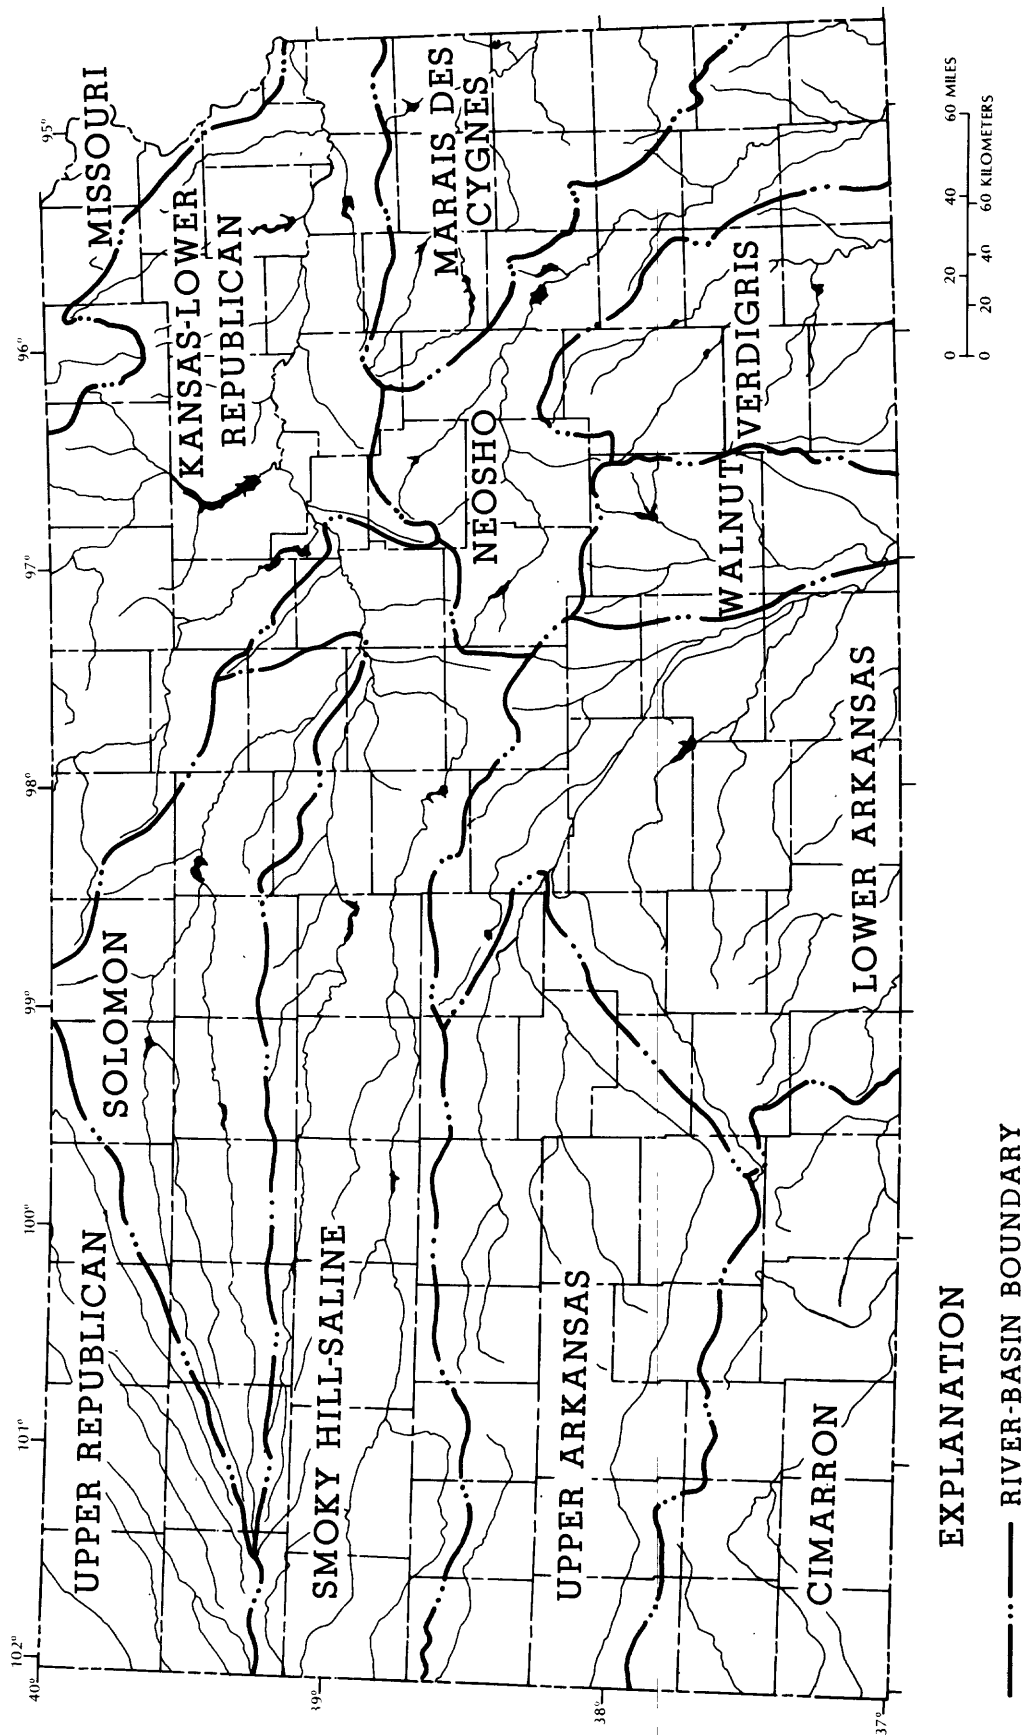 102°
101°
100°
99°
98°
97°
96°
95°
40°
39°
38°
37°
UPPER REPUBLICAN
SOLOMON
KANSAS-LOWER
REPUBLICAN
MISSOURI
SMOKY HILL-SALINE
MARAIS DES
CYGNES
NEOSHO
UPPER ARKANSAS
WALNUT
VERDIGRIS
CIMARRON
LOWER ARKANSAS
0 20 40 60 MILES
0 20 40 60 KILOMETERS
EXPLANATION
RIVER-BASIN BOUNDARY